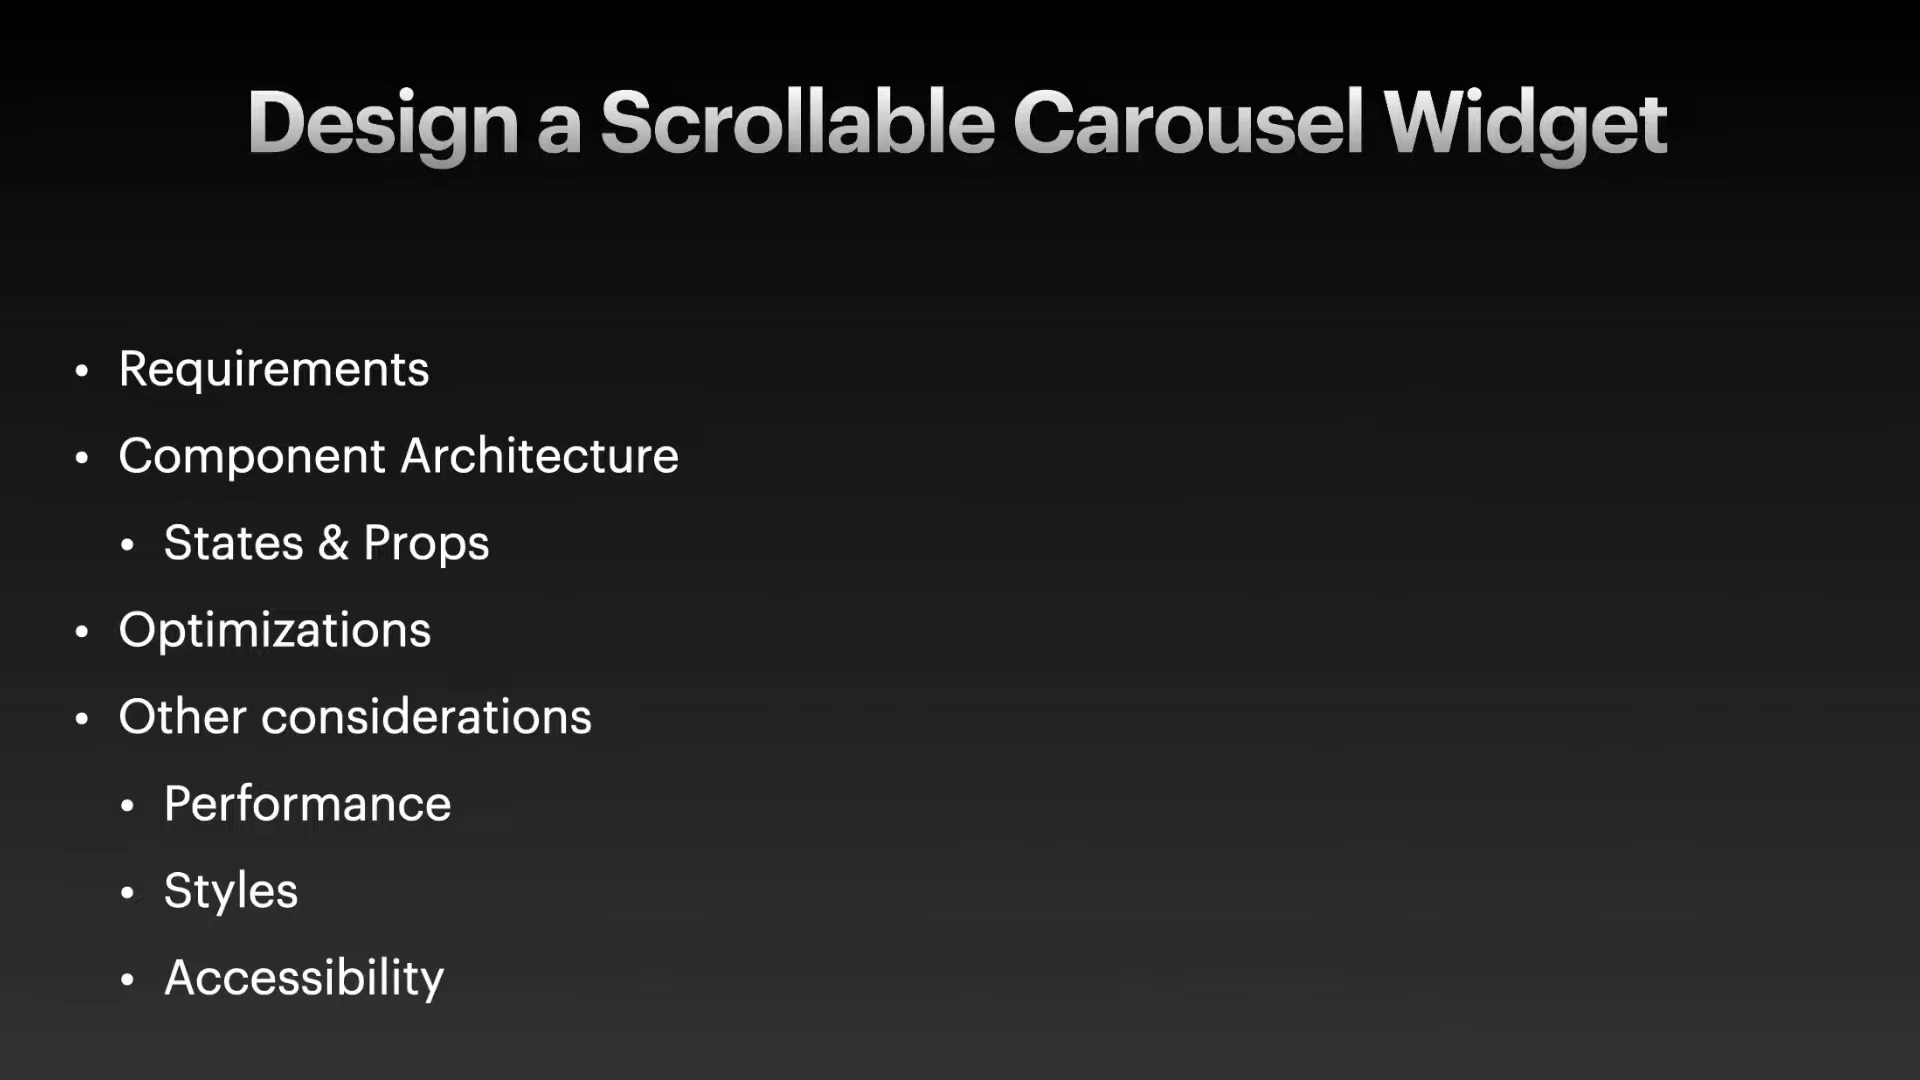 Design a Scrollable Carousel Widget
• Requirements
• Component Architecture
• States & Props
• Optimizations
• Other considerations
• Performance
• Styles
• Accessibility